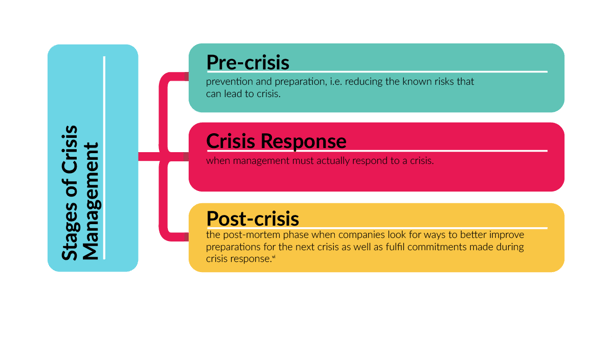 Stages of Crisis
Management
Pre-crisis
prevention and preparation, i.e. reducing the known risks that
can lead to crisis.
Crisis Response
when management must actually respond to a crisis.
Post-crisis
the post-mortem phase when companies look for ways to better improve
preparations for the next crisis as well as fulfil commitments made during
crisis response.